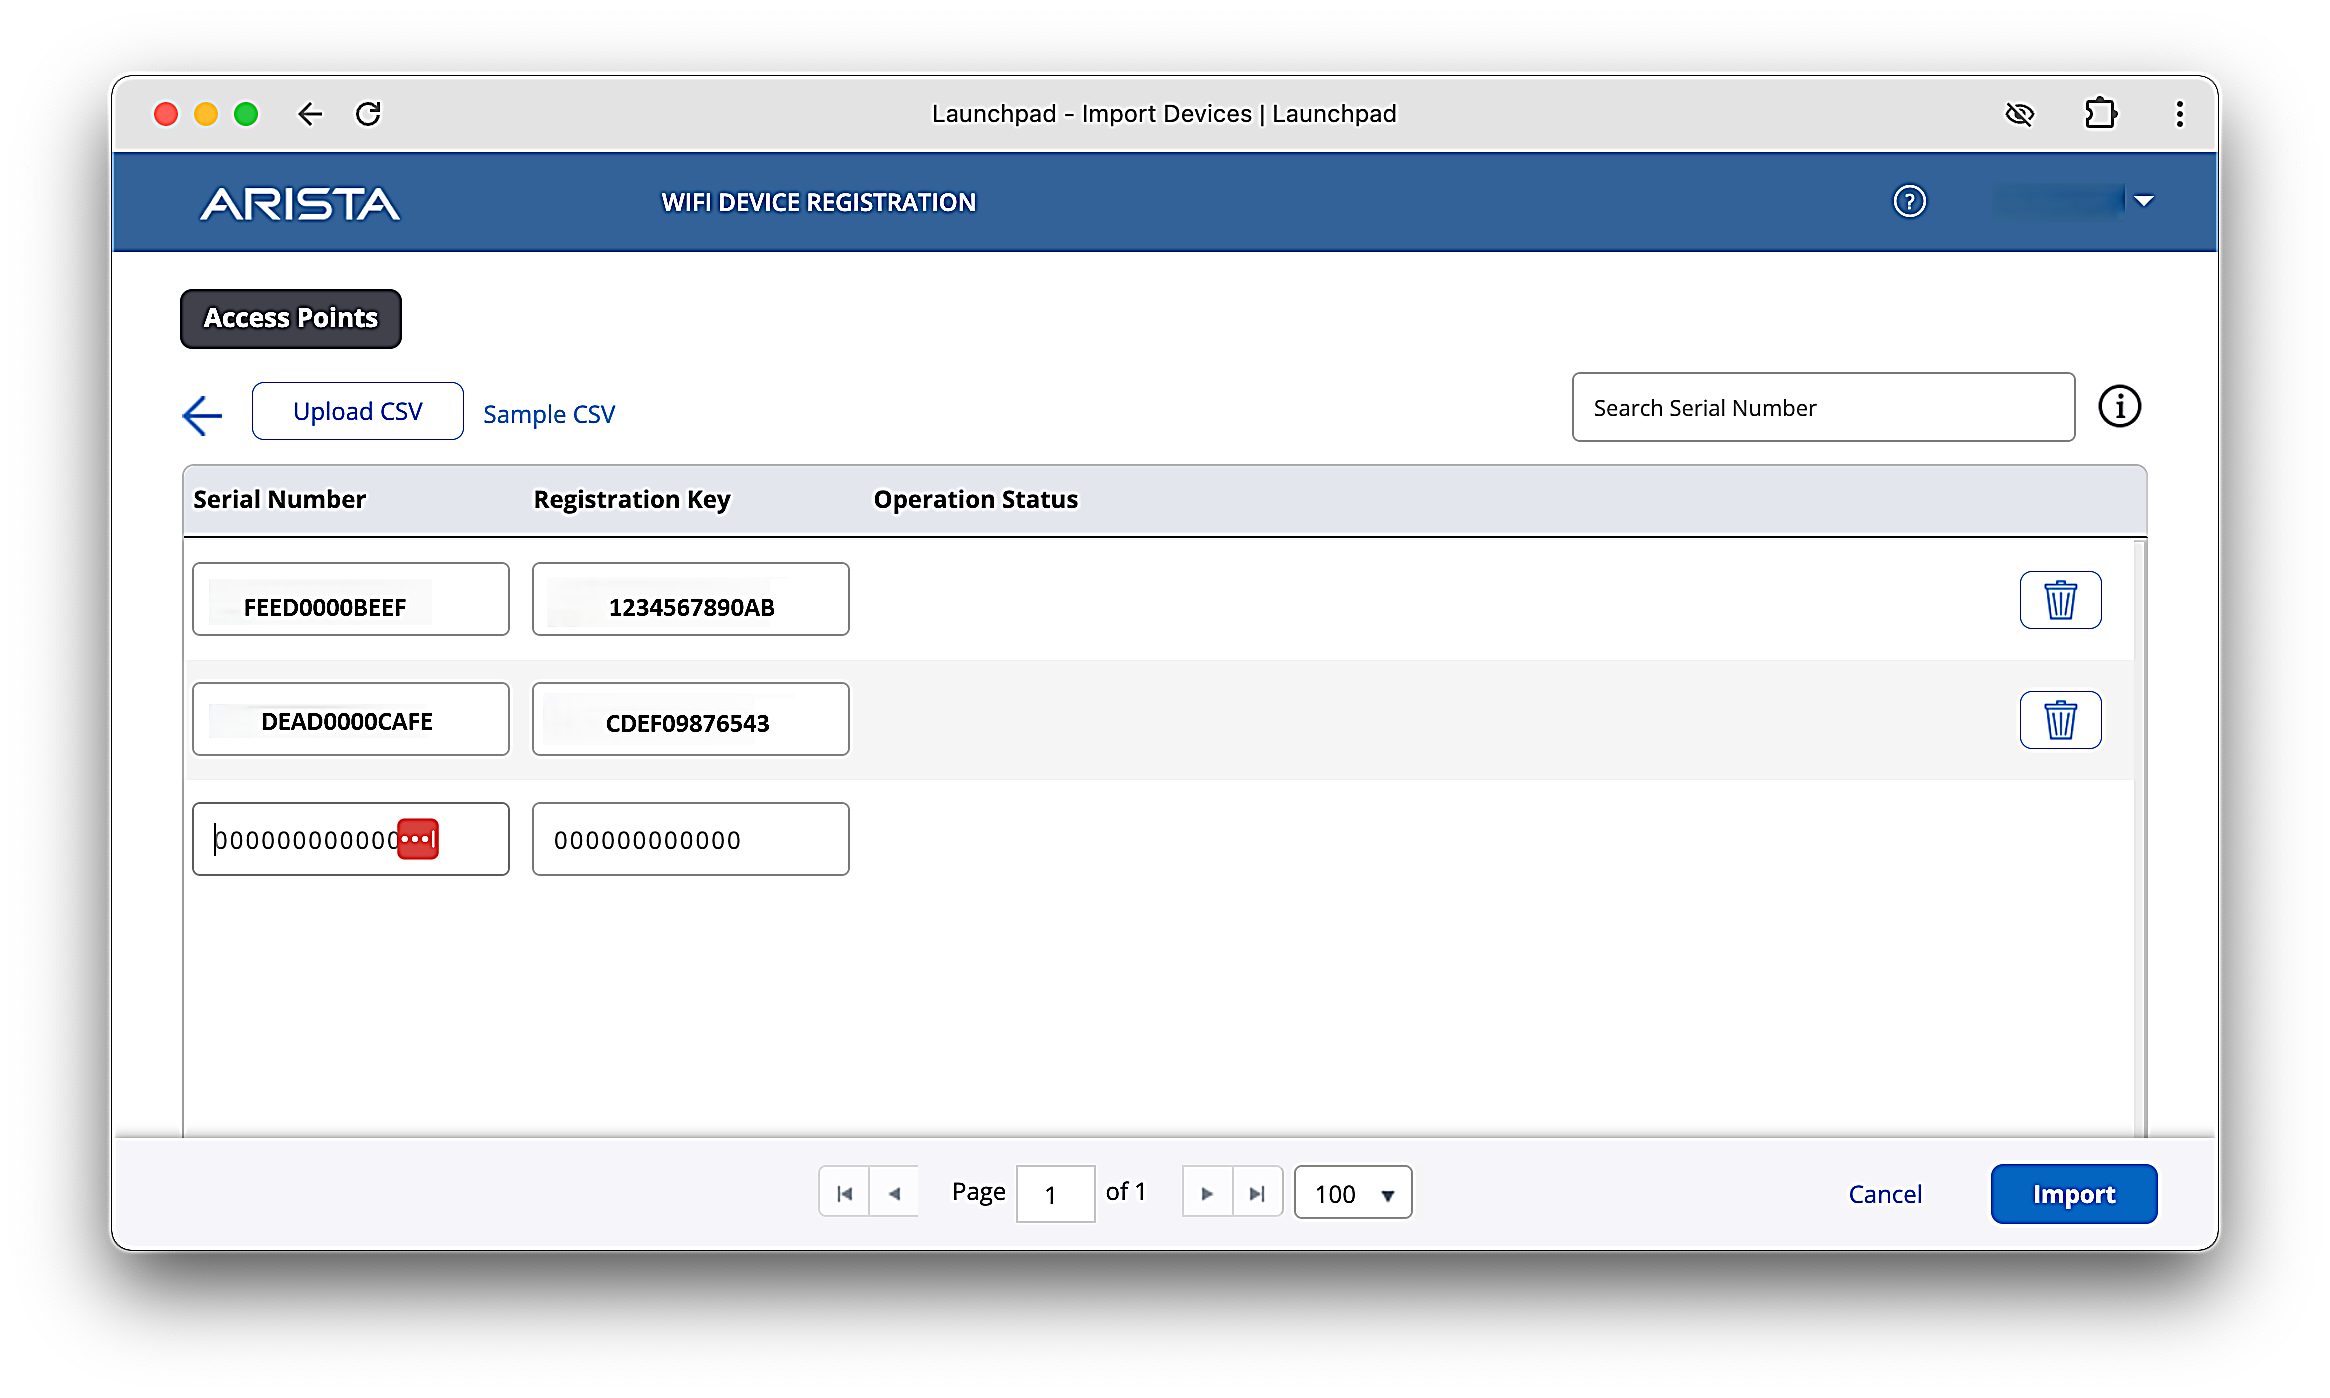 Launchpad - Import Devices | Launchpad
ARISTA
WIFI DEVICE REGISTRATION
?
Access Points
Upload CSV
Sample CSV
Search Serial Number
i
Serial Number
Registration Key
Operation Status
FEED0000BEEF
1234567890AB
DEAD0000CAFE
CDEF09876543
000000000000
000000000000
Page 1 of 1
100
Cancel
Import